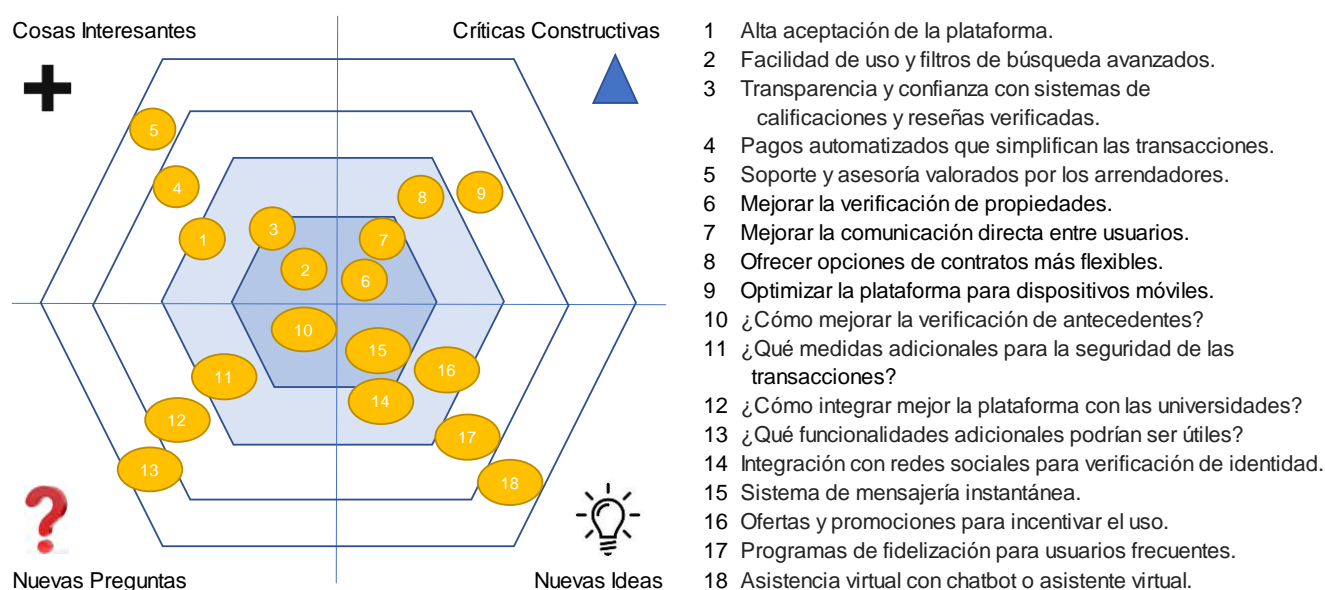 Cosas Interesantes
Críticas Constructivas
5
4
1
3
2
8
9
7
6
10
11
12
13
15
16
14
17
18
Nuevas Preguntas
Nuevas Ideas
1 Alta aceptación de la plataforma.
2 Facilidad de uso y filtros de búsqueda avanzados.
3 Transparencia y confianza con sistemas de
calificaciones y reseñas verificadas.
4 Pagos automatizados que simplifican las transacciones.
5 Soporte y asesoría valorados por los arrendadores.
6 Mejorar la verificación de propiedades.
7 Mejorar la comunicación directa entre usuarios.
8 Ofrecer opciones de contratos más flexibles.
9 Optimizar la plataforma para dispositivos móviles.
10 ¿Cómo mejorar la verificación de antecedentes?
11 ¿Qué medidas adicionales para la seguridad de las
transacciones?
12 ¿Cómo integrar mejor la plataforma con las universidades?
13 ¿Qué funcionalidades adicionales podrían ser útiles?
14 Integración con redes sociales para verificación de identidad.
15 Sistema de mensajería instantánea.
16 Ofertas y promociones para incentivar el uso.
17 Programas de fidelización para usuarios frecuentes.
18 Asistencia virtual con chatbot o asistente virtual.